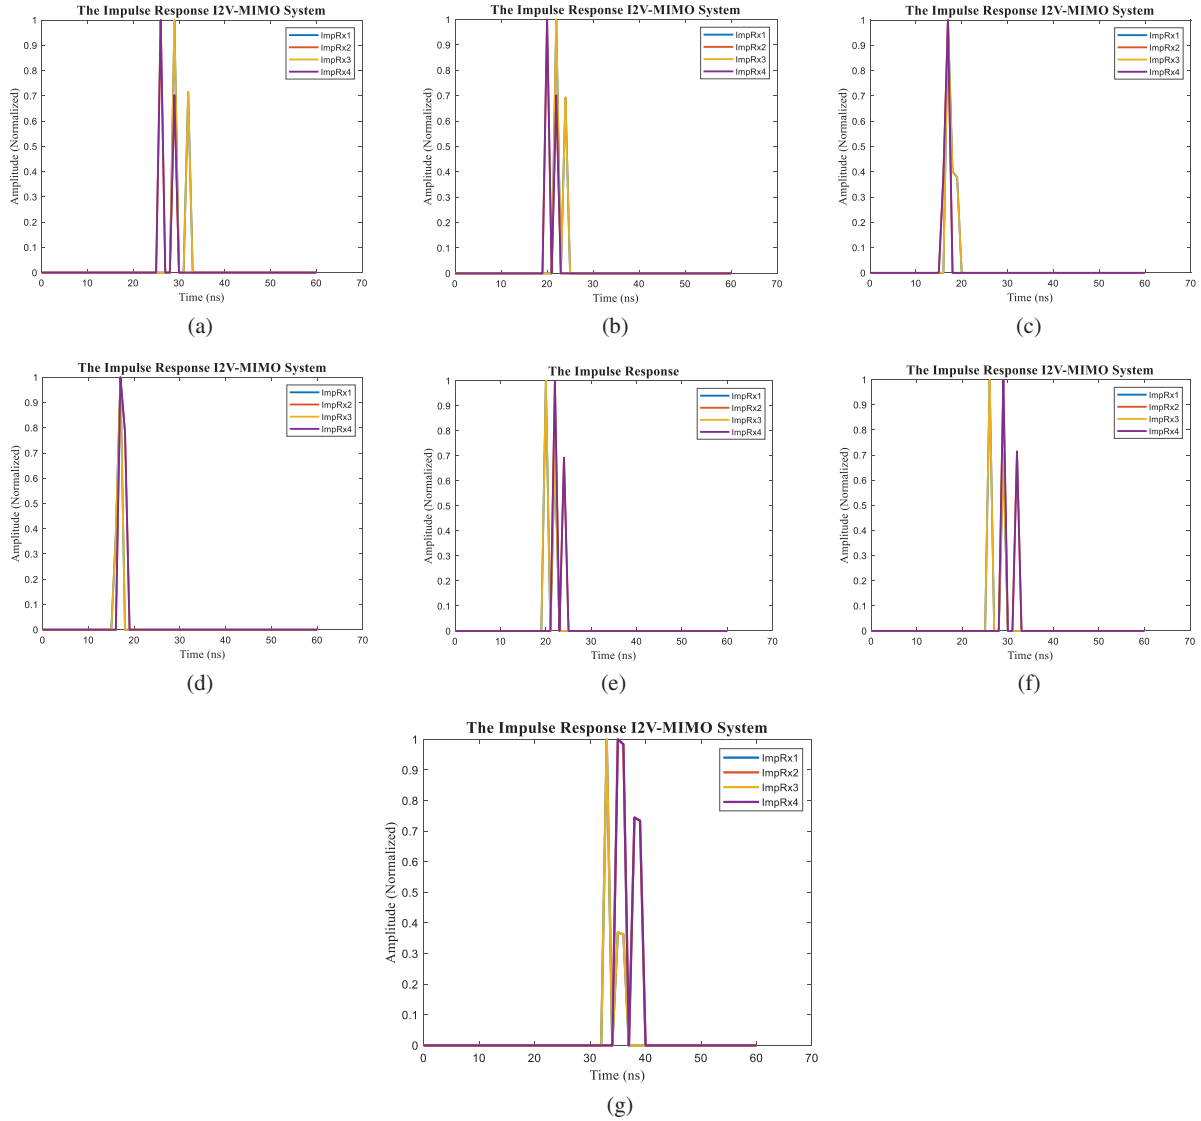 The Impulse Response I2V-MIMO System
1
0.9
0.8
0.7
0.6
0.5
0.4
0.3
0.2
0.1
0
Amplitude (Normalized)
ImpRx1
ImpRx2
ImpRx3
ImpRx4
0 10 20 30 40 50 60 70
Time (ns)
(a)
The Impulse Response I2V-MIMO System
1
0.9
0.8
0.7
0.6
0.5
0.4
0.3
0.2
0.1
0
Amplitude (Normalized)
ImpRx1
ImpRx2
ImpRx3
ImpRx4
0 10 20 30 40 50 60 70
Time (ns)
(b)
The Impulse Response I2V-MIMO System
1
0.9
0.8
0.7
0.6
0.5
0.4
0.3
0.2
0.1
0
Amplitude (Normalized)
ImpRx1
ImpRx2
ImpRx3
ImpRx4
0 10 20 30 40 50 60 70
Time (ns)
(c)
The Impulse Response I2V-MIMO System
1
0.9
0.8
0.7
0.6
0.5
0.4
0.3
0.2
0.1
0
Amplitude (Normalized)
ImpRx1
ImpRx2
ImpRx3
ImpRx4
0 10 20 30 40 50 60 70
Time (ns)
(d)
The Impulse Response
1
0.9
0.8
0.7
0.6
0.5
0.4
0.3
0.2
0.1
0
Amplitude (Normalized)
ImpRx1
ImpRx2
ImpRx3
ImpRx4
0 10 20 30 40 50 60 70
Time (ns)
(e)
The Impulse Response I2V-MIMO System
1
0.9
0.8
0.7
0.6
0.5
0.4
0.3
0.2
0.1
0
Amplitude (Normalized)
ImpRx1
ImpRx2
ImpRx3
ImpRx4
0 10 20 30 40 50 60 70
Time (ns)
(f)
The Impulse Response I2V-MIMO System
1
0.9
0.8
0.7
0.6
0.5
0.4
0.3
0.2
0.1
0
Amplitude (Normalized)
ImpRx1
ImpRx2
ImpRx3
ImpRx4
0 10 20 30 40 50 60 70
Time (ns)
(g)